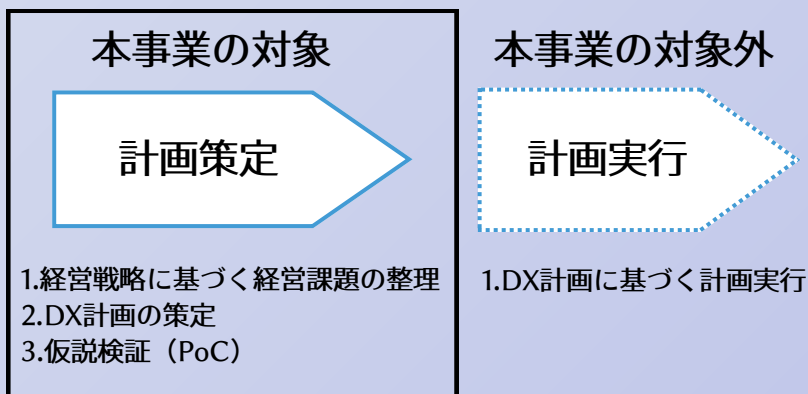 本事業の対象
計画策定
1.経営戦略に基づく経営課題の整理
2.DX計画の策定
3.仮説検証（PoC）
本事業の対象外
計画実行
1.DX計画に基づく計画実行